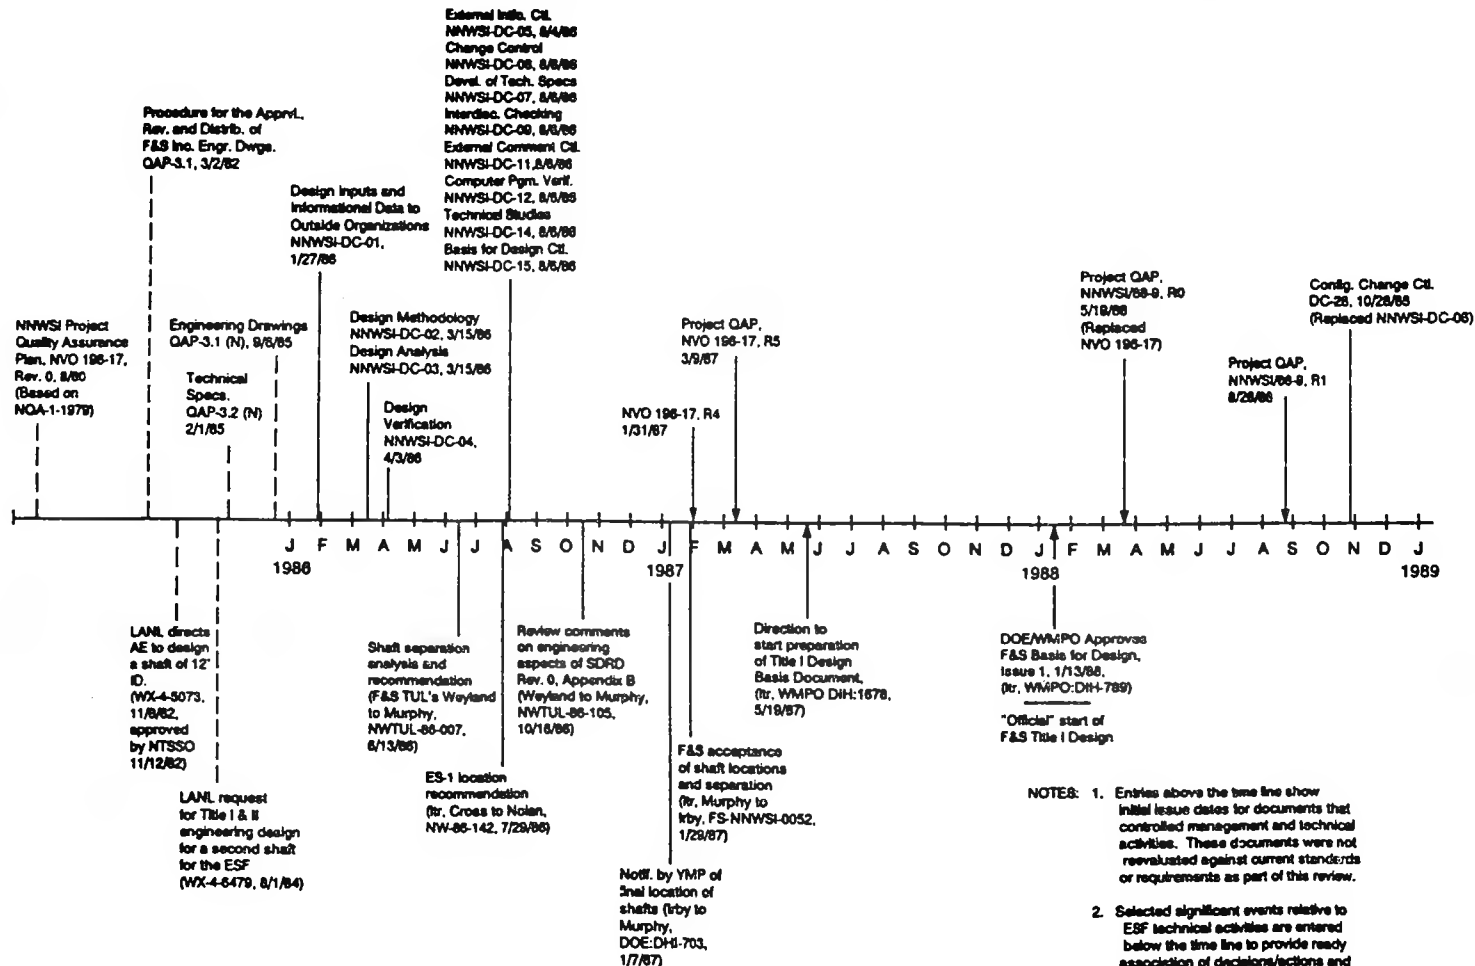 External Info. Ctl.
NNWSI-DC-05, 8/4/86
Change Control
NNWSI-DC-06, 8/6/86
Devel. of Tech. Specs
NNWSI-DC-07, 8/6/86
Interdisc. Checking
NNWSI-DC-09, 8/6/86
External Comment Ctl.
NNWSI-DC-11, 8/6/86
Computer Pgm. Verif.
NNWSI-DC-12, 8/6/86
Technical Studies
NNWSI-DC-14, 8/6/86
Basis for Design Ctl.
NNWSI-DC-15, 8/6/86
Procedure for the Apprvl.,
Rev. and Distrib. of
F&S Inc. Engr. Dwgs.
QAP-3.1, 3/2/82
Design Inputs and
Informational Data to
Outside Organizations
NNWSI-DC-01,
1/27/86
NNWSI Project
Quality Assurance
Plan, NVO 196-17,
Rev. 0, 8/80
(Based on
NQA-1-1979)
Engineering Drawings
QAP-3.1 (N), 9/6/85
Technical
Specs.
QAP-3.2 (N)
2/1/85
Design Methodology
NNWSI-DC-02, 3/15/86
Design Analysis
NNWSI-DC-03, 3/15/86
Design
Verification
NNWSI-DC-04,
4/3/86
NVO 196-17, R4
1/31/87
Project QAP,
NVO 196-17, R5
3/9/87
Project QAP,
NNWSI/88-9, R0
5/19/88
(Replaced
NVO 196-17)
Project QAP,
NNWSI/88-9, R1
8/26/88
Config. Change Ctl.
DC-26, 10/28/88
(Replaced NNWSI-DC-06)
J F M A M J J A S O N D J F M A M J J A S O N D J F M A M J J A S O N D J
1986 1987 1988 1989
LANL directs
AE to design
a shaft of 12'
ID.
(WX-4-5073,
11/8/82,
approved
by NTSSO
11/12/82)
LANL request
for Title I & II
engineering design
for a second shaft
for the ESF
(WX-4-6479, 8/1/84)
Shaft separation
analysis and
recommendation
(F&S TUL's Weyland
to Murphy,
NWTUL-86-007,
6/13/86)
ES-1 location
recommendation
(ltr, Cross to Nolan,
NW-86-142, 7/29/86)
Review comments
on engineering
aspects of SDRD
Rev. 0, Appendix B
(Weyland to Murphy,
NWTUL-86-105,
10/16/86)
Notif. by YMP of
final location of
shafts (Irby to
Murphy,
DOE:DHI-703,
1/7/87)
F&S acceptance
of shaft locations
and separation
(ltr, Murphy to
Irby, FS-NNWSI-0052,
1/29/87)
Direction to
start preparation
of Title I Design
Basis Document,
(ltr, WMPO DIH:1678,
5/19/87)
DOE/WMPO Approves
F&S Basis for Design,
Issue 1, 1/13/88,
(ltr, WMPO:DIH-789)
"Official" start of
F&S Title I Design
NOTES: 1. Entries above the time line show
initial issue dates for documents that
controlled management and technical
activities. These documents were not
reevaluated against current standards
or requirements as part of this review.
2. Selected significant events relative to
ESF technical activities are entered
below the time line to provide ready
association of decisions/actions and